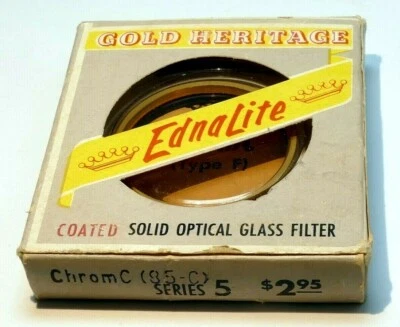 GOLD HERITAGE
EdnaLite
(Type F)
COATED SOLID OPTICAL GLASS FILTER
ChromC (85-C)
SERIES 5 $2.95